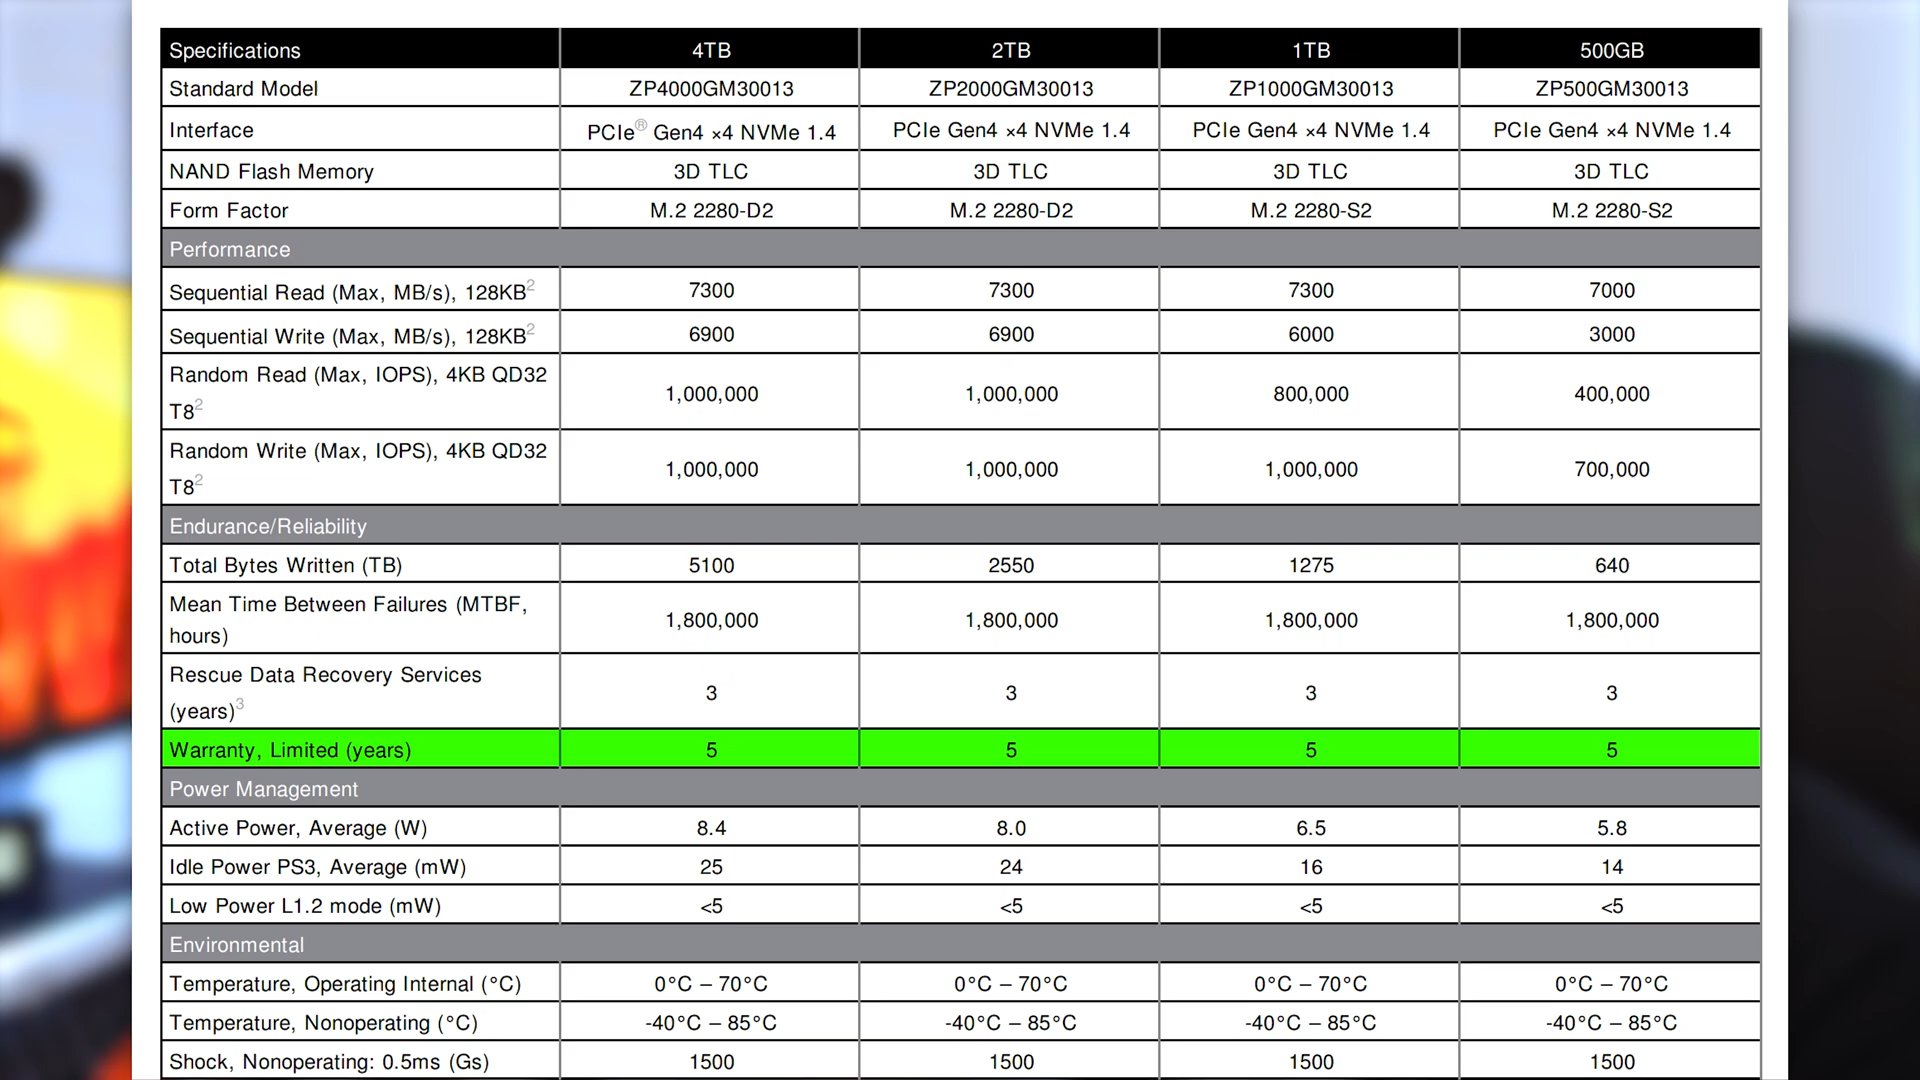 Specifications 4TB 2TB 1TB 500GB
Standard Model ZP4000GM30013 ZP2000GM30013 ZP1000GM30013 ZP500GM30013
Interface PCIe® Gen4 ×4 NVMe 1.4 PCIe Gen4 ×4 NVMe 1.4 PCIe Gen4 ×4 NVMe 1.4 PCIe Gen4 ×4 NVMe 1.4
NAND Flash Memory 3D TLC 3D TLC 3D TLC 3D TLC
Form Factor M.2 2280-D2 M.2 2280-D2 M.2 2280-S2 M.2 2280-S2
Performance
Sequential Read (Max, MB/s), 128KB2 7300 7300 7300 7000
Sequential Write (Max, MB/s), 128KB2 6900 6900 6000 3000
Random Read (Max, IOPS), 4KB QD32
T82 1,000,000 1,000,000 800,000 400,000
Random Write (Max, IOPS), 4KB QD32
T82 1,000,000 1,000,000 1,000,000 700,000
Endurance/Reliability
Total Bytes Written (TB) 5100 2550 1275 640
Mean Time Between Failures (MTBF,
hours) 1,800,000 1,800,000 1,800,000 1,800,000
Rescue Data Recovery Services
(years)3 3 3 3 3
Warranty, Limited (years) 5 5 5 5
Power Management
Active Power, Average (W) 8.4 8.0 6.5 5.8
Idle Power PS3, Average (mW) 25 24 16 14
Low Power L1.2 mode (mW) <5 <5 <5 <5
Environmental
Temperature, Operating Internal (°C) 0°C – 70°C 0°C – 70°C 0°C – 70°C 0°C – 70°C
Temperature, Nonoperating (°C) -40°C – 85°C -40°C – 85°C -40°C – 85°C -40°C – 85°C
Shock, Nonoperating: 0.5ms (Gs) 1500 1500 1500 1500